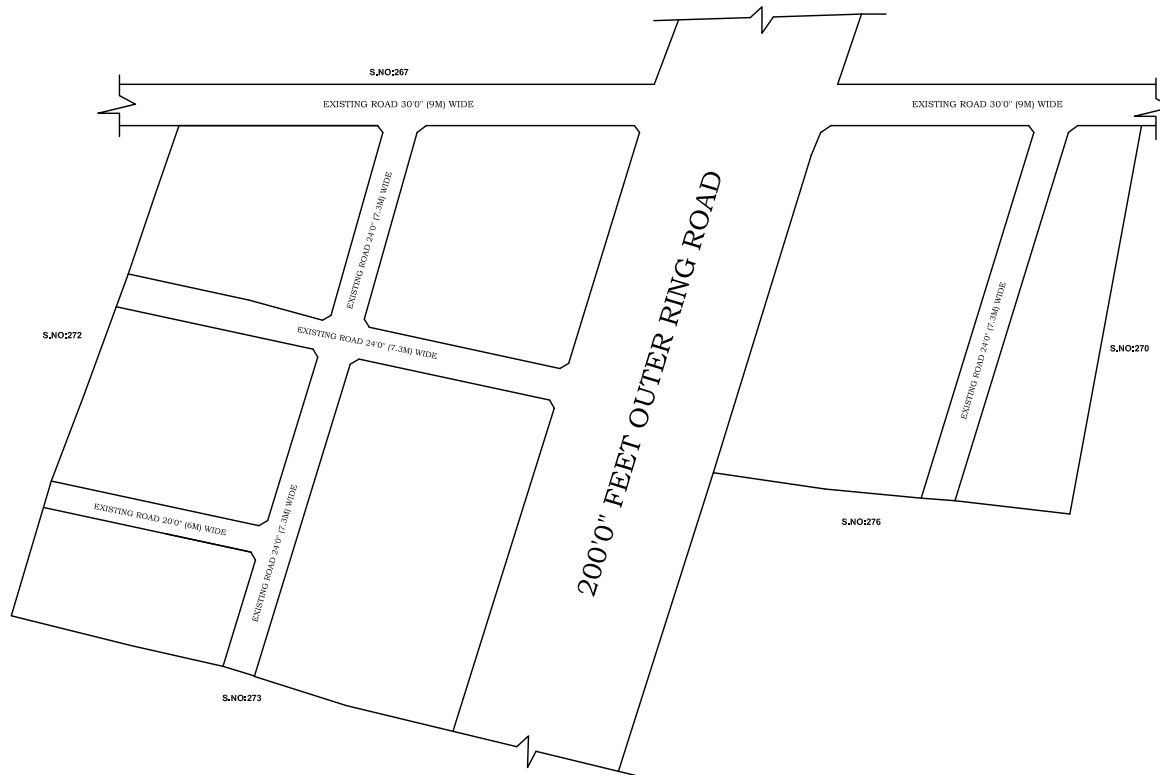 S.NO:267
EXISTING ROAD 30'0" (9M) WIDE
EXISTING ROAD 30'0" (9M) WIDE
EXISTING ROAD 24'0" (7.3M) WIDE
200'0" FEET OUTER RING ROAD
EXISTING ROAD 24'0" (7.3M) WIDE
S.NO:272
EXISTING ROAD 24'0" (7.3M) WIDE
S.NO:270
EXISTING ROAD 20'0" (6M) WIDE
EXISTING ROAD 24'0" (7.3M) WIDE
S.NO:276
S.NO:273